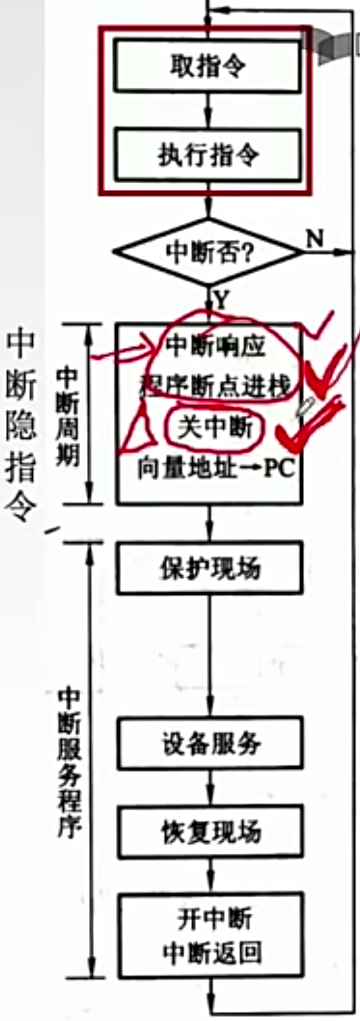 取指令
执行指令
中断否?
N
Y
中断隐指令
中断周期
中断响应
程序断点进栈
关中断
向量地址→PC
保护现场
中断服务程序
设备服务
恢复现场
开中断
中断返回